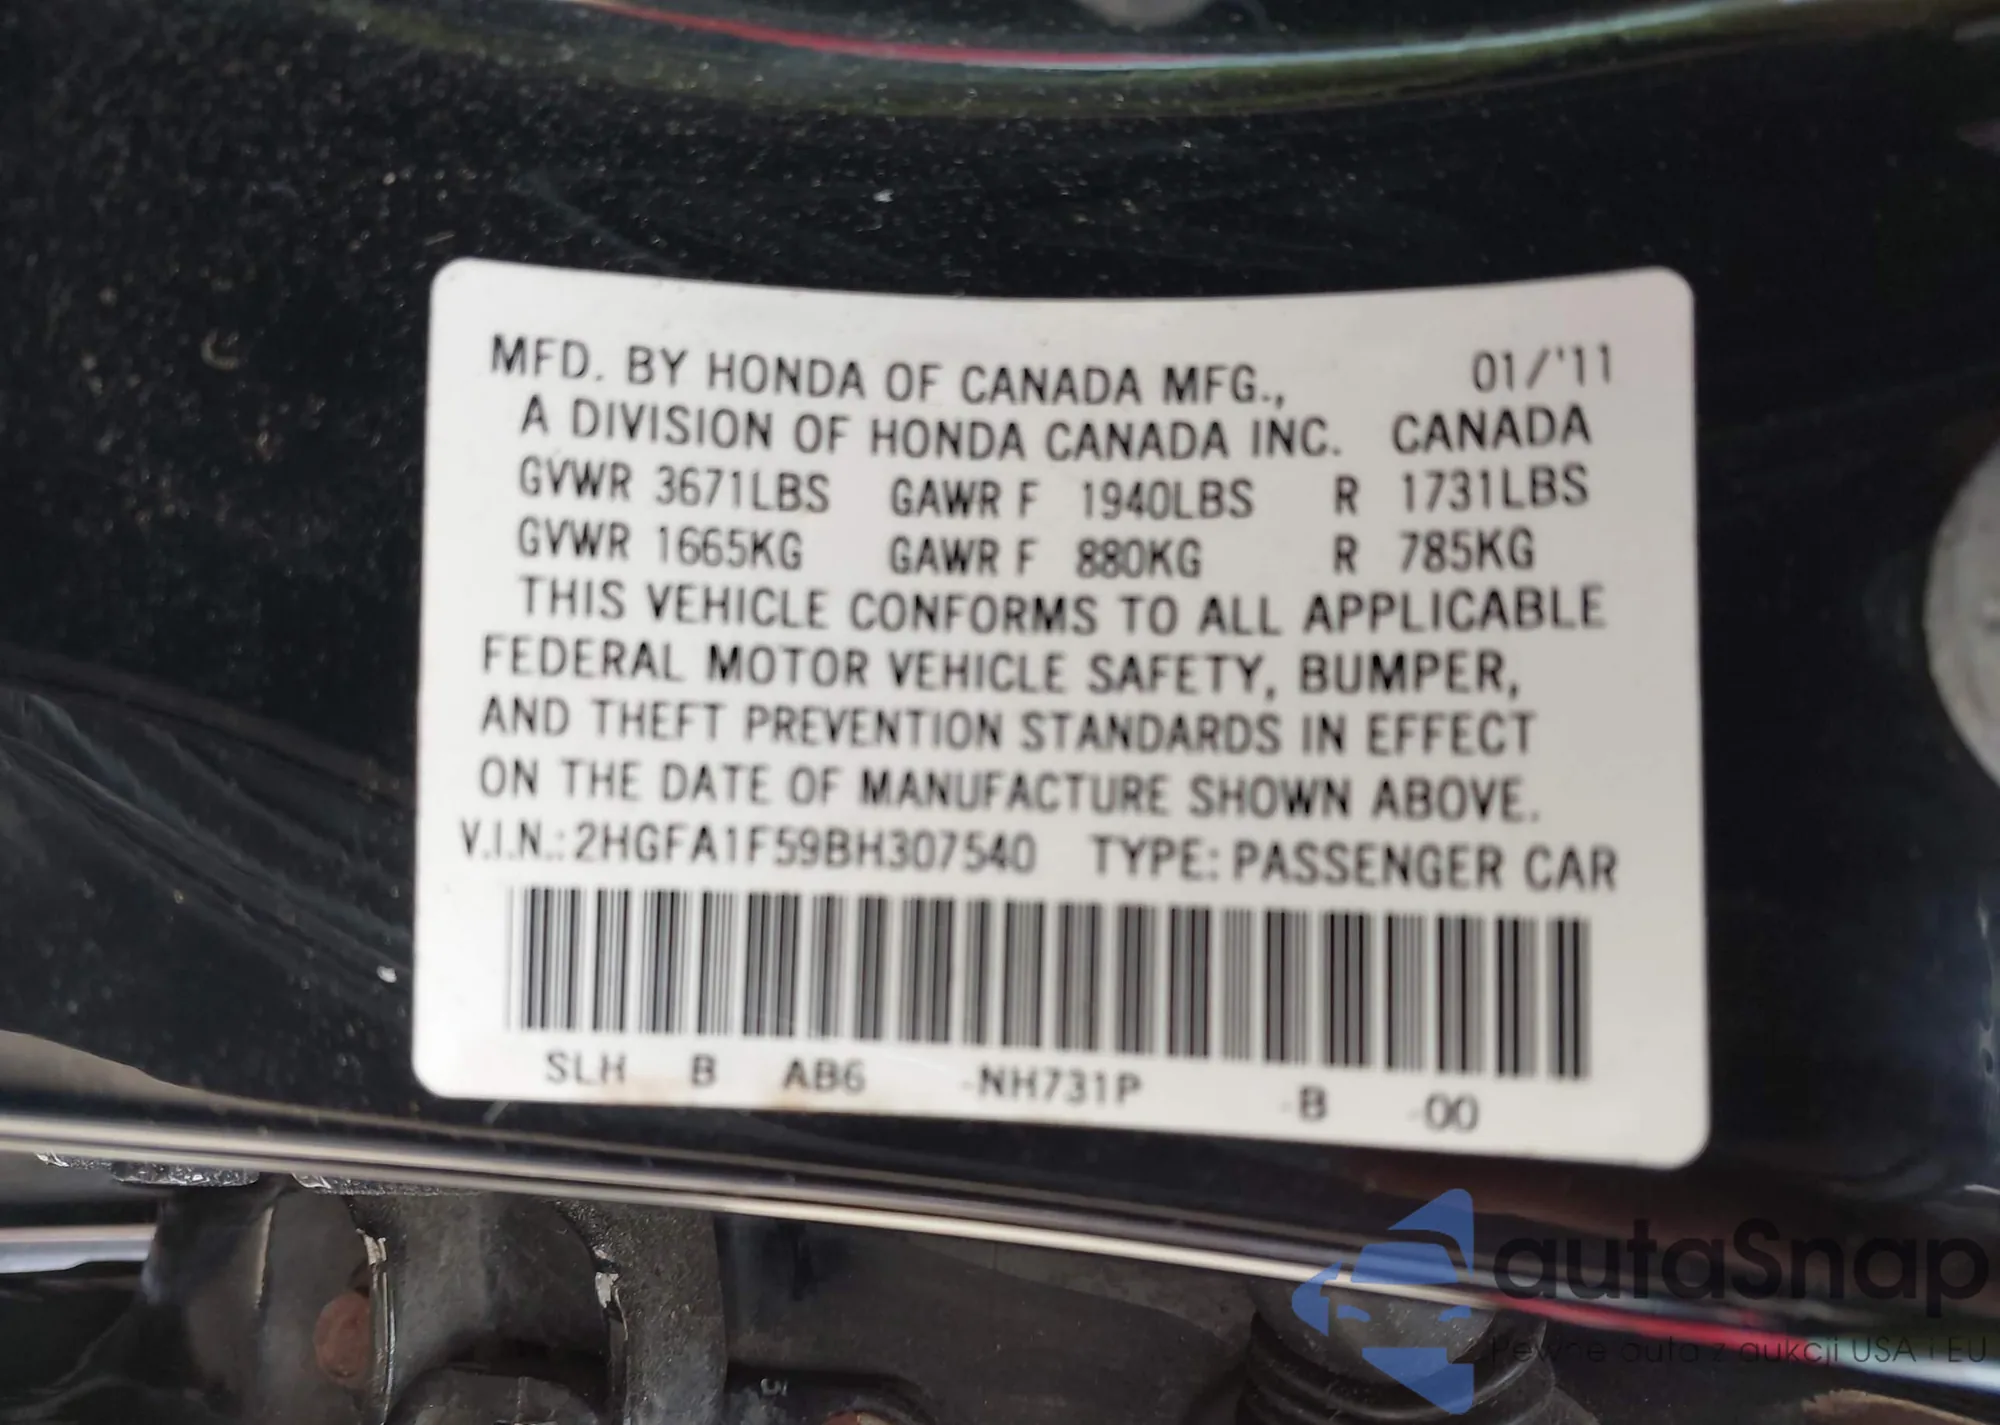 MFD. BY HONDA OF CANADA MFG., 01/'11
A DIVISION OF HONDA CANADA INC. CANADA
GVWR 3671LBS GAWR F 1940LBS R 1731LBS
GVWR 1665KG GAWR F 880KG R 785KG
THIS VEHICLE CONFORMS TO ALL APPLICABLE
FEDERAL MOTOR VEHICLE SAFETY, BUMPER,
AND THEFT PREVENTION STANDARDS IN EFFECT
ON THE DATE OF MANUFACTURE SHOWN ABOVE.
V.I.N.: 2HGFA1F59BH307540 TYPE: PASSENGER CAR
SLH B AB6 -NH731P -B -00
autaSnap
Pewne auta z aukcji USA i EU